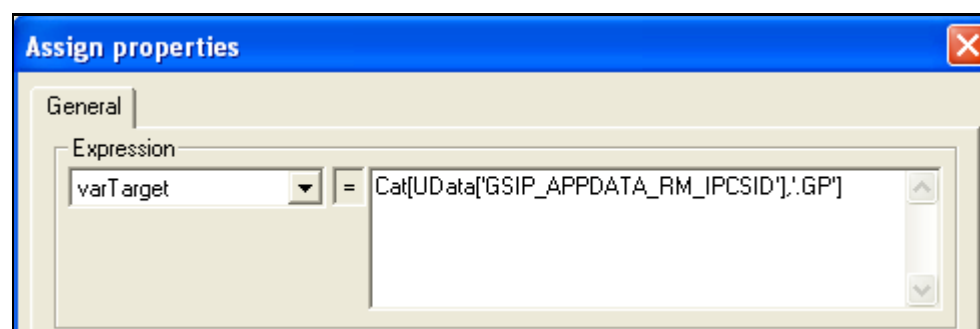 Assign properties
General
Expression
varTarget = Cat[UData['GSIP_APPDATA_RM_IPCSID'],'.GP']